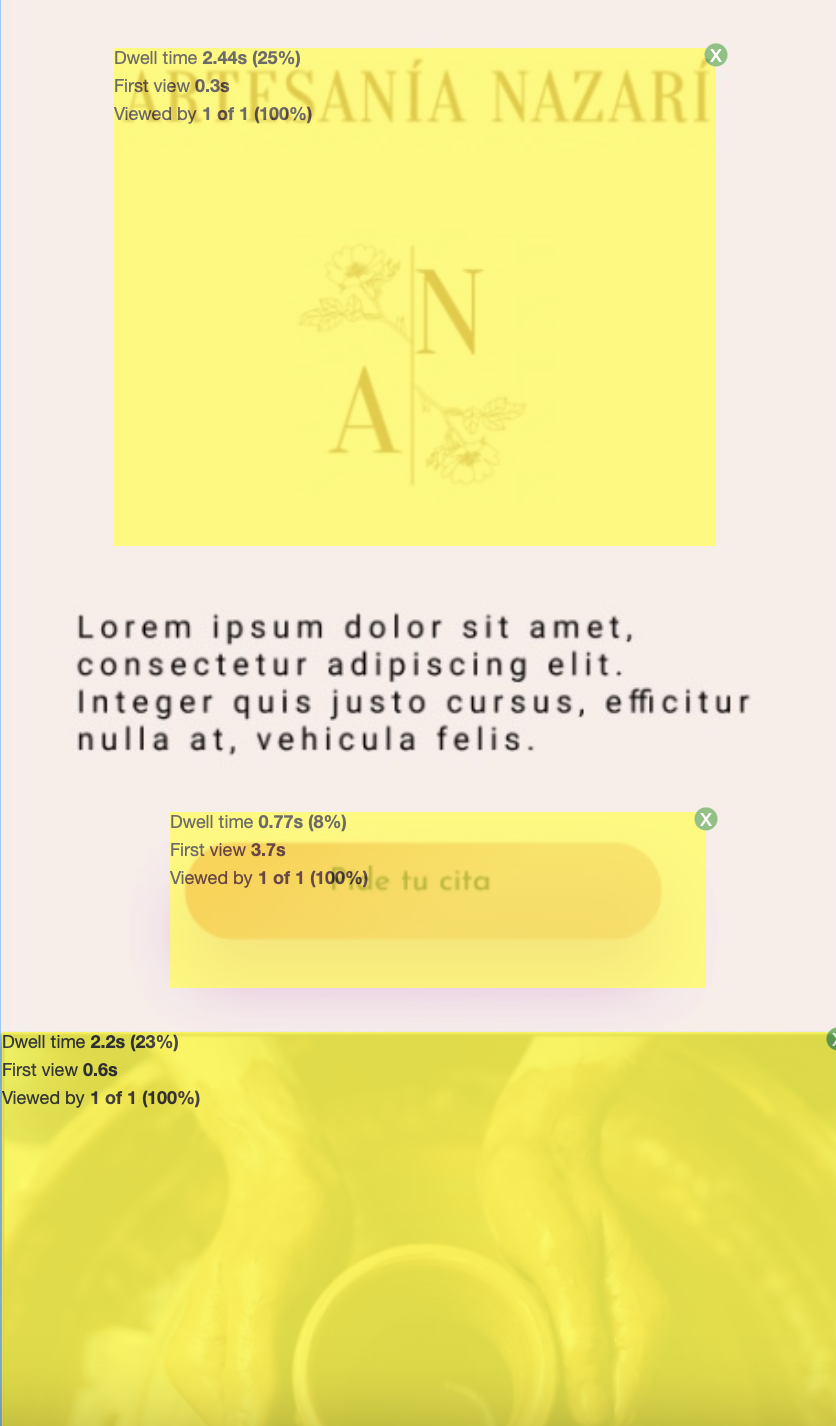 Dwell time 2.44s (25%)
ARTESANÍA NAZARÍ
First view 0.3s
Viewed by 1 of 1 (100%)
X
N
A
Lorem ipsum dolor sit amet,
consectetur adipiscing elit.
Integer quis justo cursus, efficitur
nulla at, vehicula felis.
Dwell time 0.77s (8%)
X
First view 3.7s
Viewed by 1 of 1 (100%)
Pide tu cita
Dwell time 2.2s (23%)
First view 0.6s
Viewed by 1 of 1 (100%)